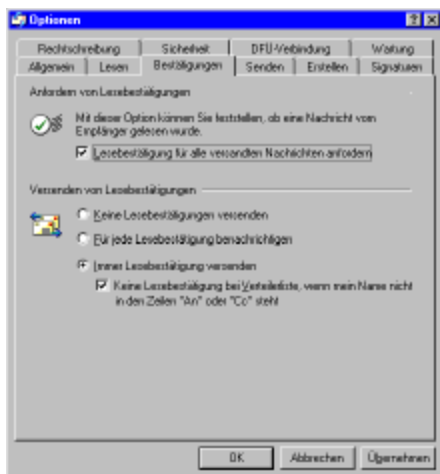 Optionen
Rechtschreibung Sicherheit DFÜ-Verbindung Wartung
Allgemein Lesen Bestätigungen Senden Erstellen Signaturen
Anfordern von Lesebestätigungen
Mit dieser Option können Sie feststellen, ob eine Nachricht vom
Empfänger gelesen wurde.
Lesebestätigung für alle versandten Nachrichten anfordern
Versenden von Lesebestätigungen
Keine Lesebestätigungen versenden
Für jede Lesebestätigung benachrichtigen
Immer Lesebestätigung versenden
Keine Lesebestätigung bei Verteilerliste, wenn mein Name nicht
in den Zeilen "An" oder "Cc" steht
OK Abbrechen Übernehmen